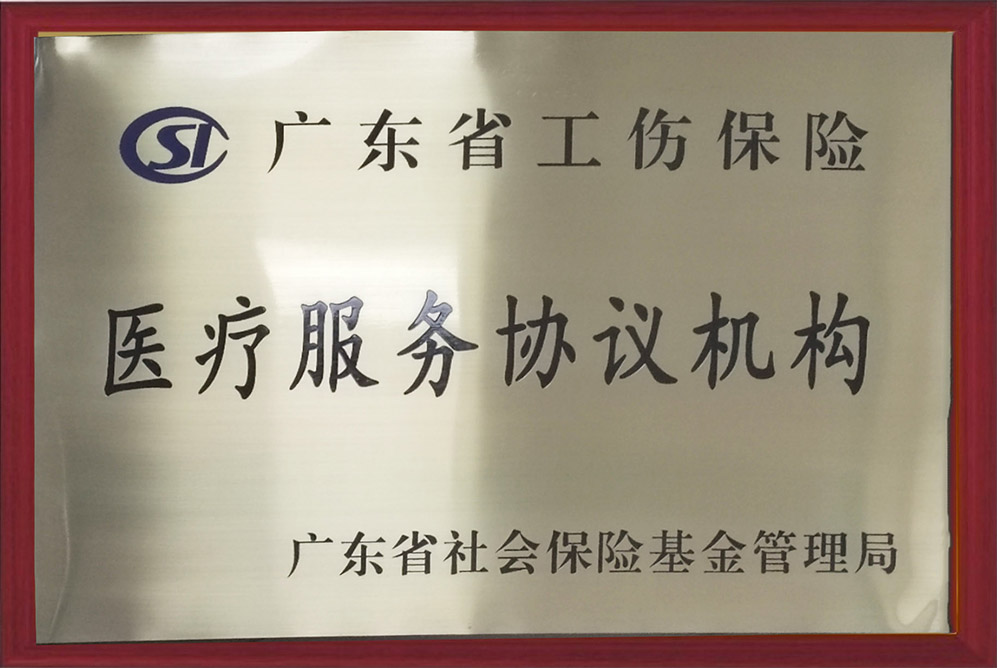 CSI 广东省工伤保险
医疗服务协议机构
广东省社会保险基金管理局